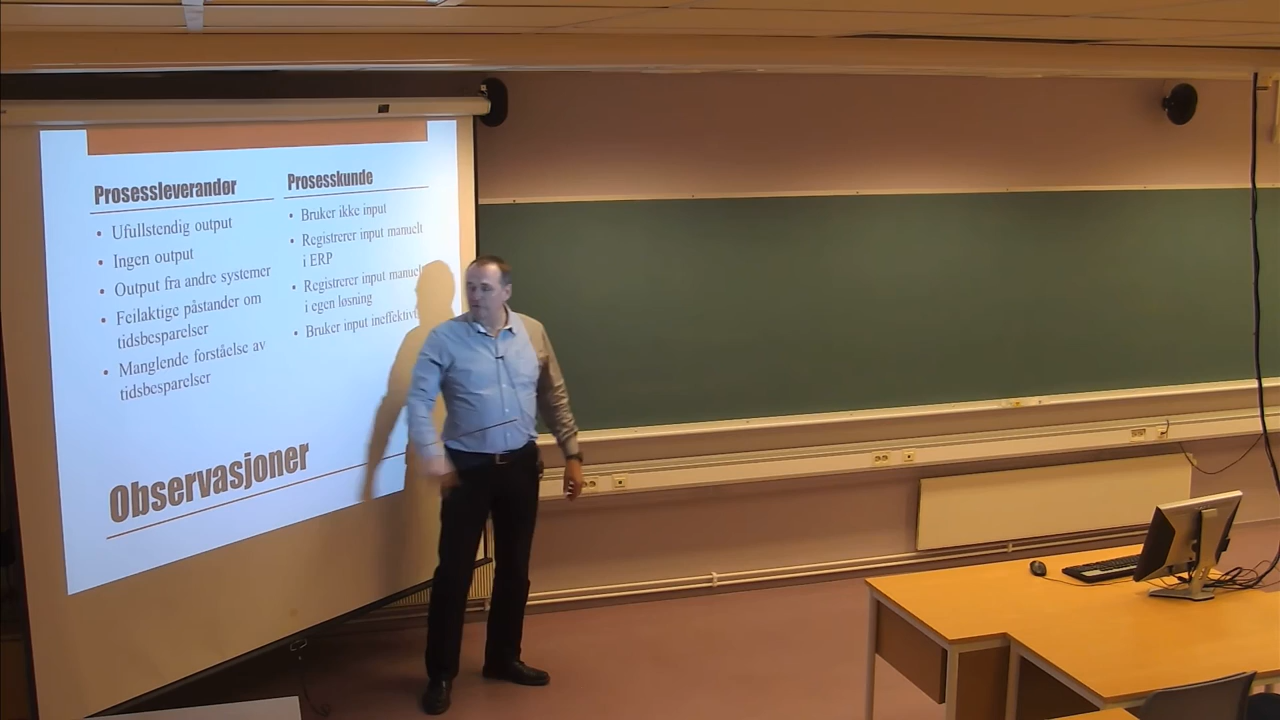 Prosessleverandør
• Ufullstendig output
• Ingen output
• Output fra andre systemer
• Feilaktige påstander om
tidsbesparelser
• Manglende forståelse av
tidsbesparelser
Prosesskunde
• Bruker ikke input
• Registrerer input manuelt
i ERP
• Registrerer input manuelt
i egen løsning
• Bruker input ineffektivt
Observasjoner